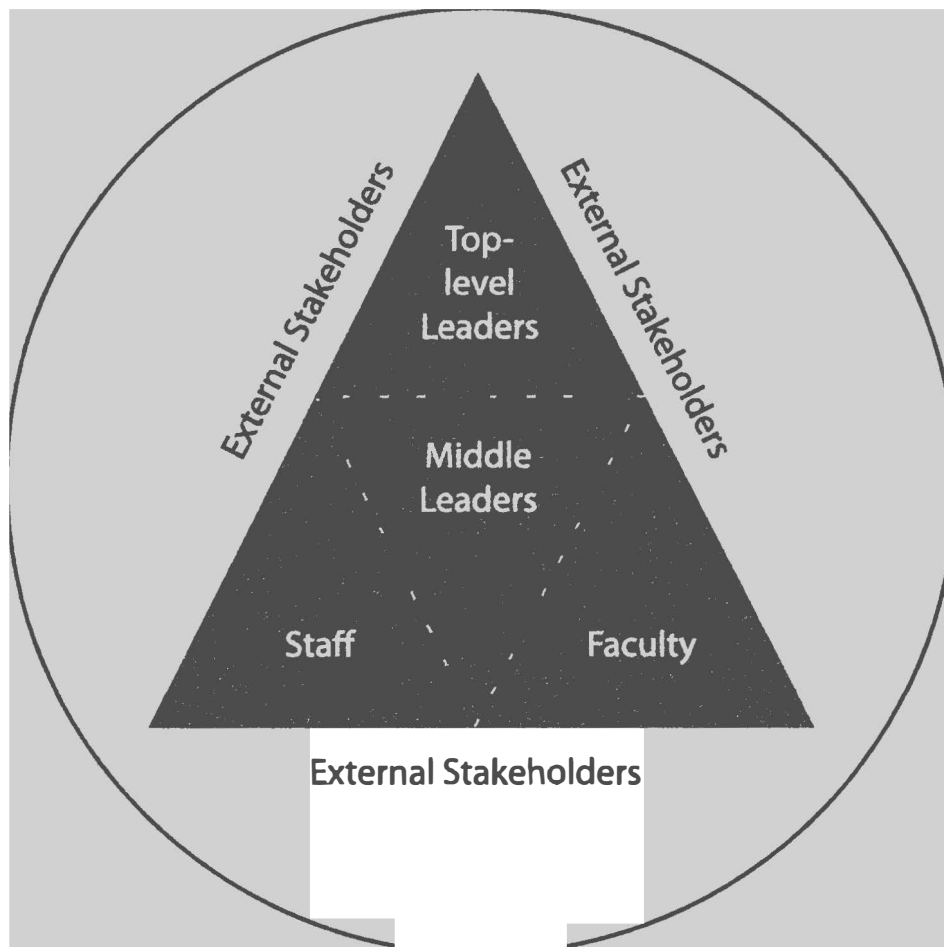 External Stakeholders
External Stakeholders
Top-
level
Leaders
Middle
Leaders
Staff
Faculty
External Stakeholders